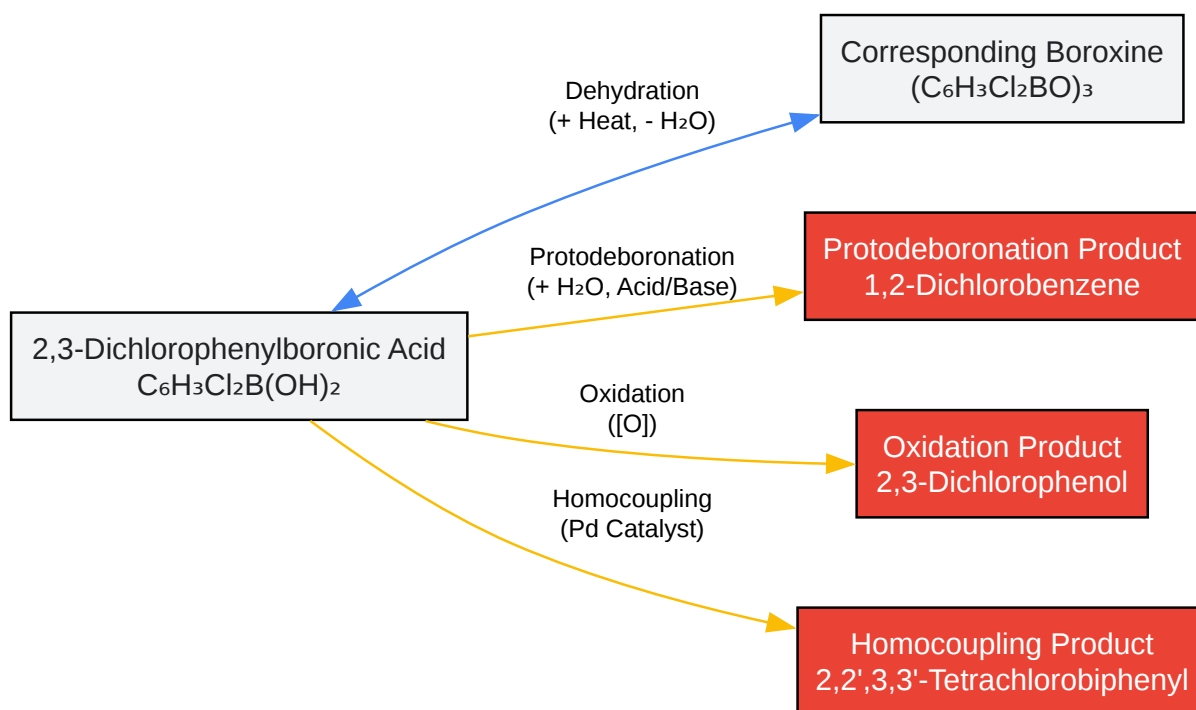 Corresponding Boroxine
(C₆H₃Cl₂BO)₃
Dehydration
(+ Heat, - H₂O)
Protodeboronation Product
1,2-Dichlorobenzene
Protodeboronation
(+ H₂O, Acid/Base)
2,3-Dichlorophenylboronic Acid
C₆H₃Cl₂B(OH)₂
Oxidation
([O])
Oxidation Product
2,3-Dichlorophenol
Homocoupling
(Pd Catalyst)
Homocoupling Product
2,2',3,3'-Tetrachlorobiphenyl